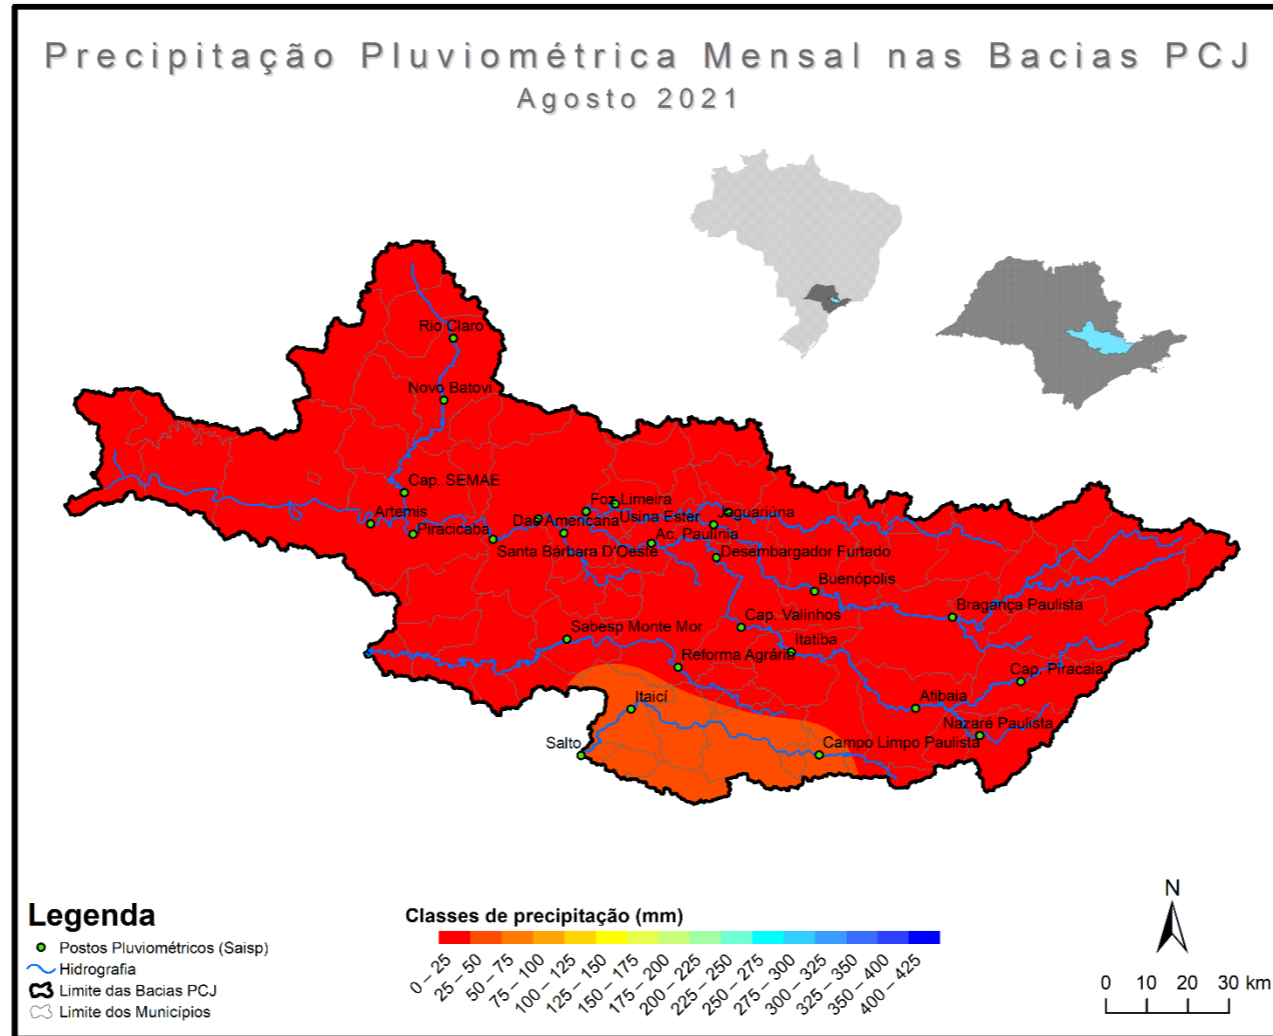 Precipitação Pluviométrica Mensal nas Bacias PCJ
Agosto 2021
Rio Claro
Novo Batovi
Cap. SEMAE
Artemis
Piracicaba
Foz Limeira
Usina Ester
Dae Americana
Santa Bárbara D'Oeste
Jaguariúna
Ac. Paulínia
Desembargador Furtado
Buenópolis
Bragança Paulista
Cap. Valinhos
Sabesp Monte Mor
Itatiba
Reforma Agrária
Cap. Piracaia
Itaicí
Atibaia
Nazaré Paulista
Salto
Campo Limpo Paulista
Legenda
Postos Pluviométricos (Saisp)
Hidrografia
Limite das Bacias PCJ
Limite dos Municípios
Classes de precipitação (mm)
0 – 25
25 – 50
50 – 75
75 – 100
100 – 125
125 – 150
150 – 175
175 – 200
200 – 225
225 – 250
250 – 275
275 – 300
300 – 325
325 – 350
350 – 400
400 – 425
N
0 10 20 30 km